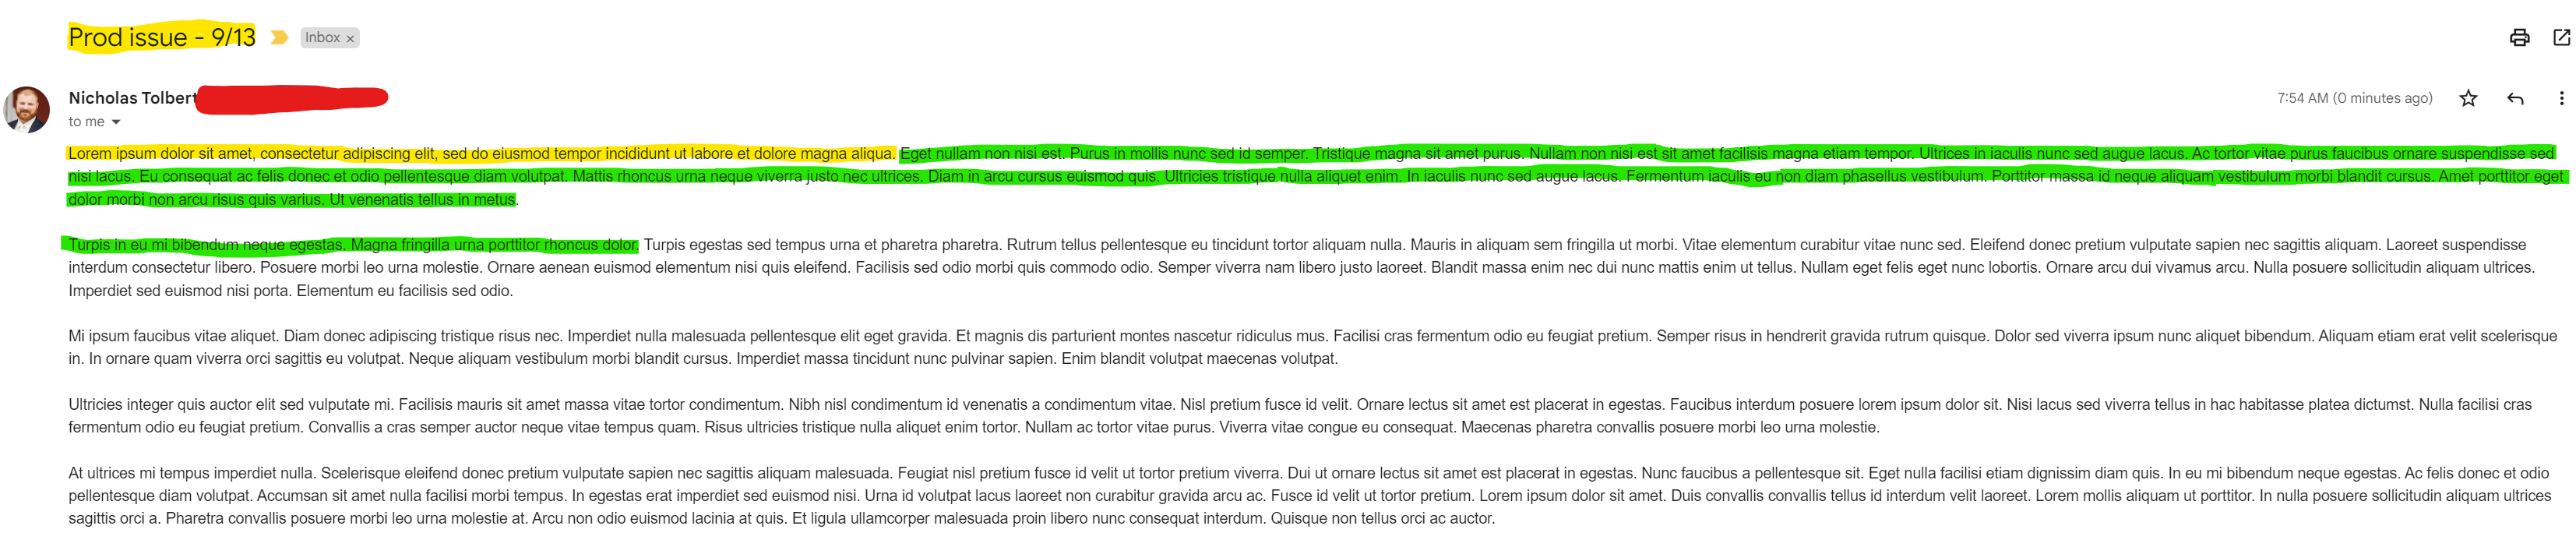 Prod issue - 9/13 Inbox ×
Nicholas Tolbert 7:54 AM (0 minutes ago)
to me
Lorem ipsum dolor sit amet, consectetur adipiscing elit, sed do eiusmod tempor incididunt ut labore et dolore magna aliqua. Eget nullam non nisi est. Purus in mollis nunc sed id semper. Tristique magna sit amet purus. Nullam non nisi est sit amet facilisis magna etiam tempor. Ultrices in iaculis nunc sed augue lacus. Ac tortor vitae purus faucibus ornare suspendisse sed
nisi lacus. Eu consequat ac felis donec et odio pellentesque diam volutpat. Mattis rhoncus urna neque viverra justo nec ultrices. Diam in arcu cursus euismod quis. Ultricies tristique nulla aliquet enim. In iaculis nunc sed augue lacus. Fermentum iaculis eu non diam phasellus vestibulum. Porttitor massa id neque aliquam vestibulum morbi blandit cursus. Amet porttitor eget
dolor morbi non arcu risus quis varius. Ut venenatis tellus in metus.
Turpis in eu mi bibendum neque egestas. Magna fringilla urna porttitor rhoncus dolor. Turpis egestas sed tempus urna et pharetra pharetra. Rutrum tellus pellentesque eu tincidunt tortor aliquam nulla. Mauris in aliquam sem fringilla ut morbi. Vitae elementum curabitur vitae nunc sed. Eleifend donec pretium vulputate sapien nec sagittis aliquam. Laoreet suspendisse
interdum consectetur libero. Posuere morbi leo urna molestie. Ornare aenean euismod elementum nisi quis eleifend. Facilisis sed odio morbi quis commodo odio. Semper viverra nam libero justo laoreet. Blandit massa enim nec dui nunc mattis enim ut tellus. Nullam eget felis eget nunc lobortis. Ornare arcu dui vivamus arcu. Nulla posuere sollicitudin aliquam ultrices.
Imperdiet sed euismod nisi porta. Elementum eu facilisis sed odio.
Mi ipsum faucibus vitae aliquet. Diam donec adipiscing tristique risus nec. Imperdiet nulla malesuada pellentesque elit eget gravida. Et magnis dis parturient montes nascetur ridiculus mus. Facilisi cras fermentum odio eu feugiat pretium. Semper risus in hendrerit gravida rutrum quisque. Dolor sed viverra ipsum nunc aliquet bibendum. Aliquam etiam erat velit scelerisque
in. In ornare quam viverra orci sagittis eu volutpat. Neque aliquam vestibulum morbi blandit cursus. Imperdiet massa tincidunt nunc pulvinar sapien. Enim blandit volutpat maecenas volutpat.
Ultricies integer quis auctor elit sed vulputate mi. Facilisis mauris sit amet massa vitae tortor condimentum. Nibh nisl condimentum id venenatis a condimentum vitae. Nisl pretium fusce id velit. Ornare lectus sit amet est placerat in egestas. Faucibus interdum posuere lorem ipsum dolor sit. Nisi lacus sed viverra tellus in hac habitasse platea dictumst. Nulla facilisi cras
fermentum odio eu feugiat pretium. Convallis a cras semper auctor neque vitae tempus quam. Risus ultricies tristique nulla aliquet enim tortor. Nullam ac tortor vitae purus. Viverra vitae congue eu consequat. Maecenas pharetra convallis posuere morbi leo urna molestie.
At ultrices mi tempus imperdiet nulla. Scelerisque eleifend donec pretium vulputate sapien nec sagittis aliquam malesuada. Feugiat nisl pretium fusce id velit ut tortor pretium viverra. Dui ut ornare lectus sit amet est placerat in egestas. Nunc faucibus a pellentesque sit. Eget nulla facilisi etiam dignissim diam quis. In eu mi bibendum neque egestas. Ac felis donec et odio
pellentesque diam volutpat. Accumsan sit amet nulla facilisi morbi tempus. In egestas erat imperdiet sed euismod nisi. Urna id volutpat lacus laoreet non curabitur gravida arcu ac. Fusce id velit ut tortor pretium. Lorem ipsum dolor sit amet. Duis convallis convallis tellus id interdum velit laoreet. Lorem mollis aliquam ut porttitor. In nulla posuere sollicitudin aliquam ultrices
sagittis orci a. Pharetra convallis posuere morbi leo urna molestie at. Arcu non odio euismod lacinia at quis. Et ligula ullamcorper malesuada proin libero nunc consequat interdum. Quisque non tellus orci ac auctor.